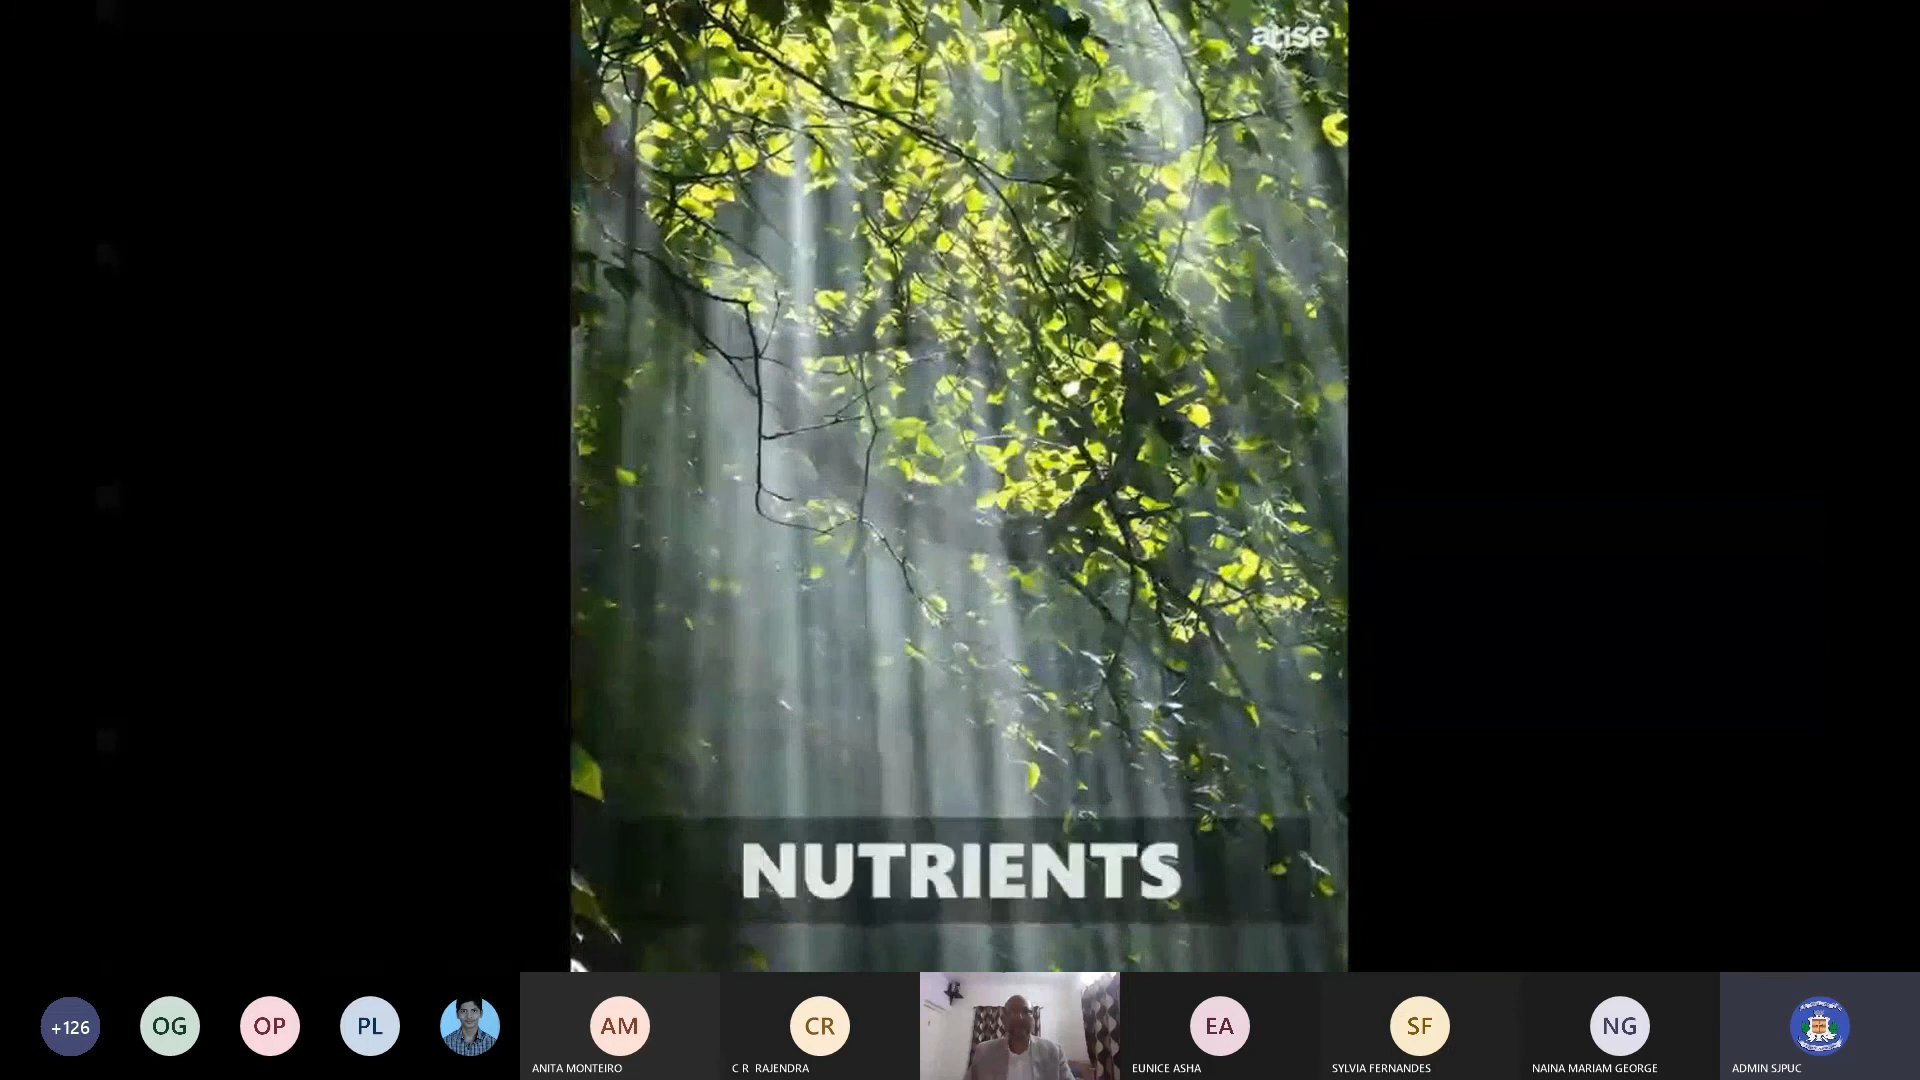 arise
NUTRIENTS
+126
OG
OP
PL
AM
CR
EA
SF
NG
ANITA MONTEIRO
C R RAJENDRA
EUNICE ASHA
SYLVIA FERNANDES
NAINA MARIAM GEORGE
ADMIN SJPUC